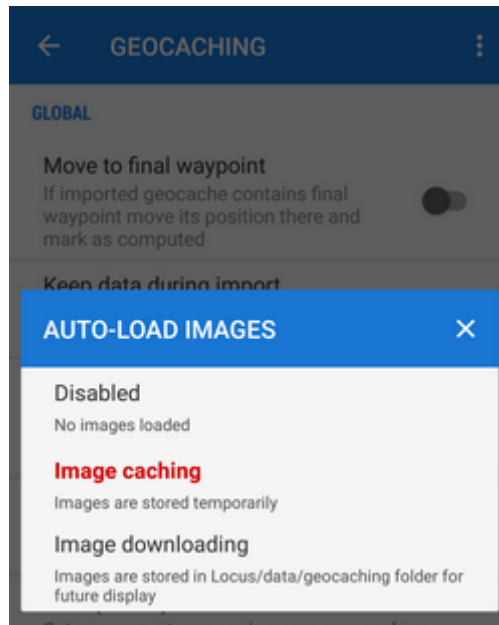 GEOCACHING
GLOBAL
Move to final waypoint
If imported geocache contains final
waypoint move its position there and
mark as computed
Keep data during import
AUTO-LOAD IMAGES
Disabled
No images loaded
Image caching
Images are stored temporarily
Image downloading
Images are stored in Locus/data/geocaching folder for
future display